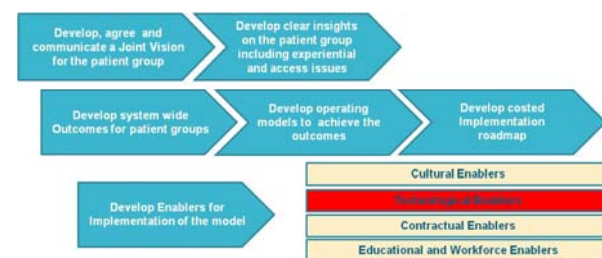 Develop, agree and
communicate a Joint Vision
for the patient group
Develop clear insights
on the patient group
including experiential
and access issues
Develop system wide
Outcomes for patient groups
Develop operating
models to achieve the
outcomes
Develop costed
Implementation
roadmap
Develop Enablers for
Implementation of the model
Cultural Enablers
Technological Enablers
Contractual Enablers
Educational and Workforce Enablers